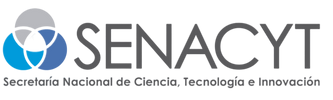 SENACYT
Secretaría Nacional de Ciencia, Tecnología e Innovación